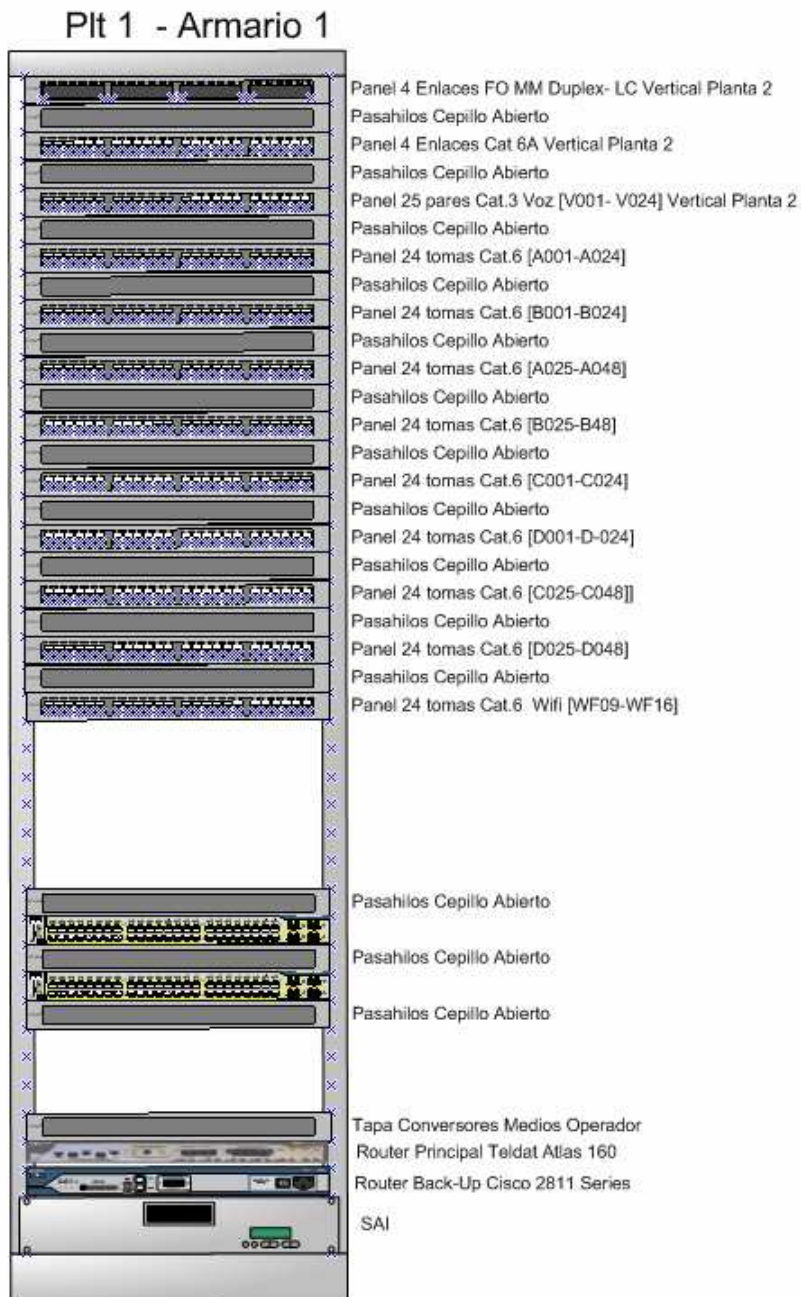 Plt 1 - Armario 1
Panel 4 Enlaces FO MM Duplex- LC Vertical Planta 2
Pasahilos Cepillo Abierto
Panel 4 Enlaces Cat 6A Vertical Planta 2
Pasahilos Cepillo Abierto
Panel 25 pares Cat.3 Voz [V001- V024] Vertical Planta 2
Pasahilos Cepillo Abierto
Panel 24 tomas Cat.6 [A001-A024]
Pasahilos Cepillo Abierto
Panel 24 tomas Cat.6 [B001-B024]
Pasahilos Cepillo Abierto
Panel 24 tomas Cat.6 [A025-A048]
Pasahilos Cepillo Abierto
Panel 24 tomas Cat.6 [B025-B48]
Pasahilos Cepillo Abierto
Panel 24 tomas Cat.6 [C001-C024]
Pasahilos Cepillo Abierto
Panel 24 tomas Cat.6 [D001-D-024]
Pasahilos Cepillo Abierto
Panel 24 tomas Cat.6 [C025-C048]]
Pasahilos Cepillo Abierto
Panel 24 tomas Cat.6 [D025-D048]
Pasahilos Cepillo Abierto
Panel 24 tomas Cat.6 Wifi [WF09-WF16]
Pasahilos Cepillo Abierto
Pasahilos Cepillo Abierto
Pasahilos Cepillo Abierto
Tapa Conversores Medios Operador
Router Principal Teldat Atlas 160
Router Back-Up Cisco 2811 Series
SAI